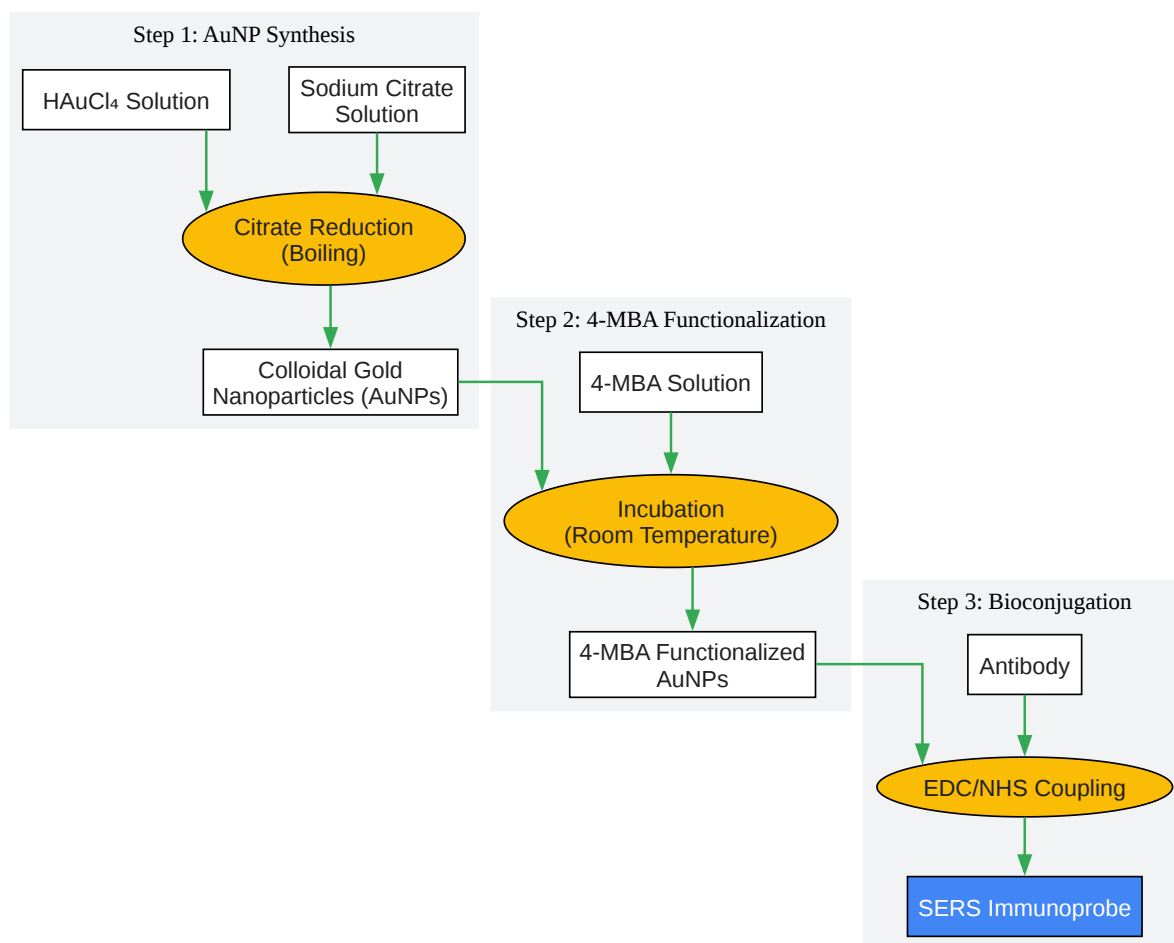 Step 1: AuNP Synthesis
HAuCl₄ Solution
Sodium Citrate
Solution
Citrate Reduction
(Boiling)
Colloidal Gold
Nanoparticles (AuNPs)
Step 2: 4-MBA Functionalization
4-MBA Solution
Incubation
(Room Temperature)
4-MBA Functionalized
AuNPs
Step 3: Bioconjugation
Antibody
EDC/NHS Coupling
SERS Immunoprobe